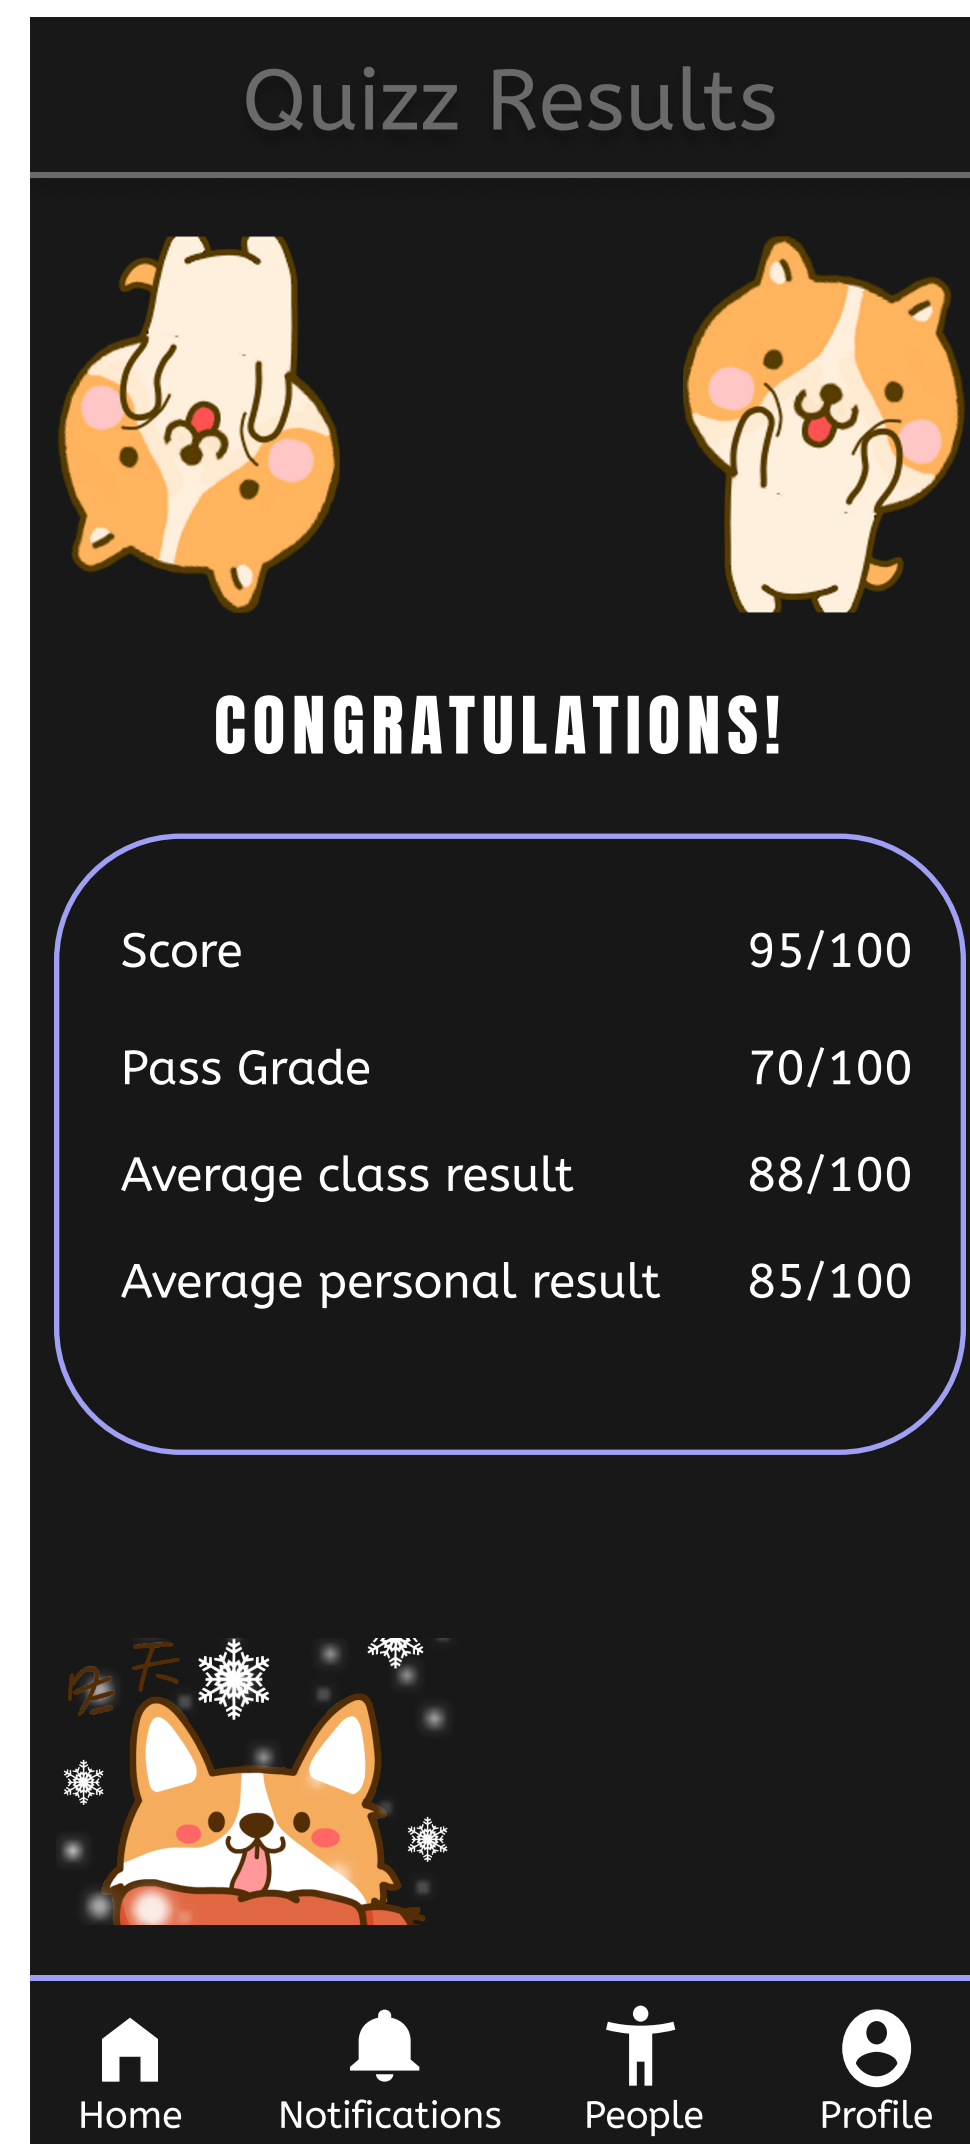 Quizz Results
CONGRATULATIONS!
Score 95/100
Pass Grade 70/100
Average class result 88/100
Average personal result 85/100
Home Notifications People Profile